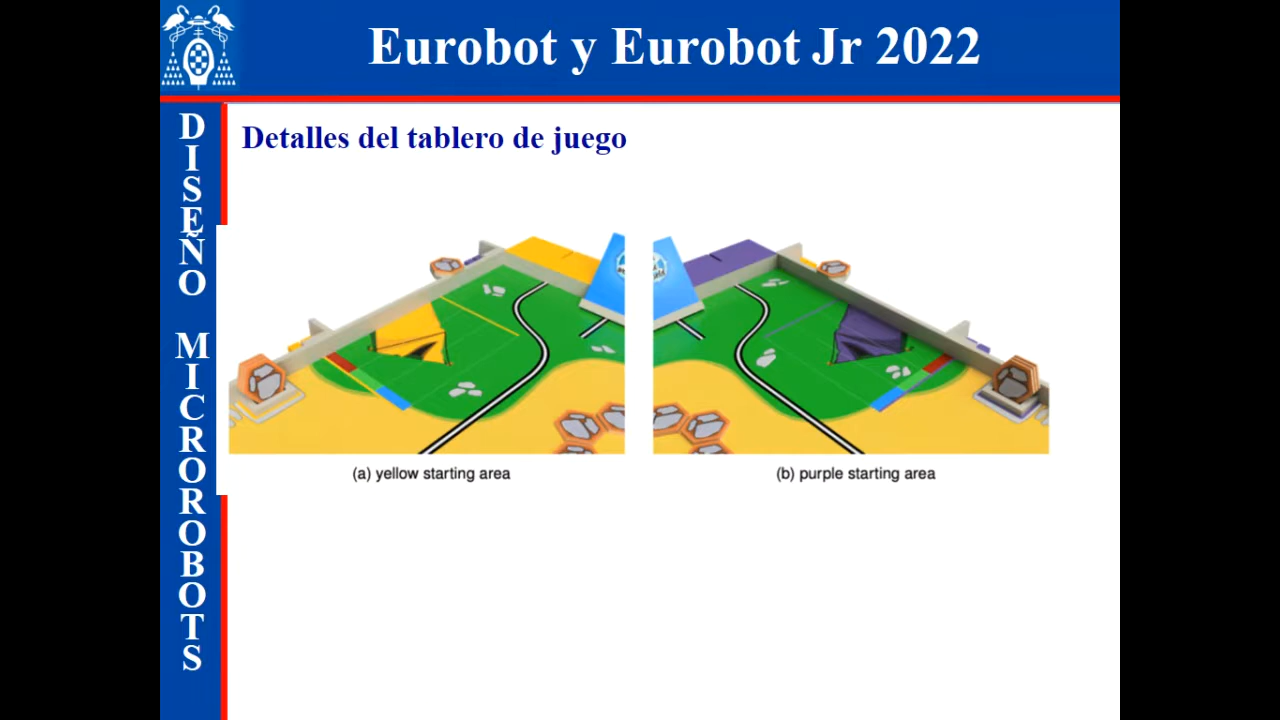 Eurobot y Eurobot Jr 2022
DISEÑO MICROROBOTS
Detalles del tablero de juego
(a) yellow starting area
(b) purple starting area